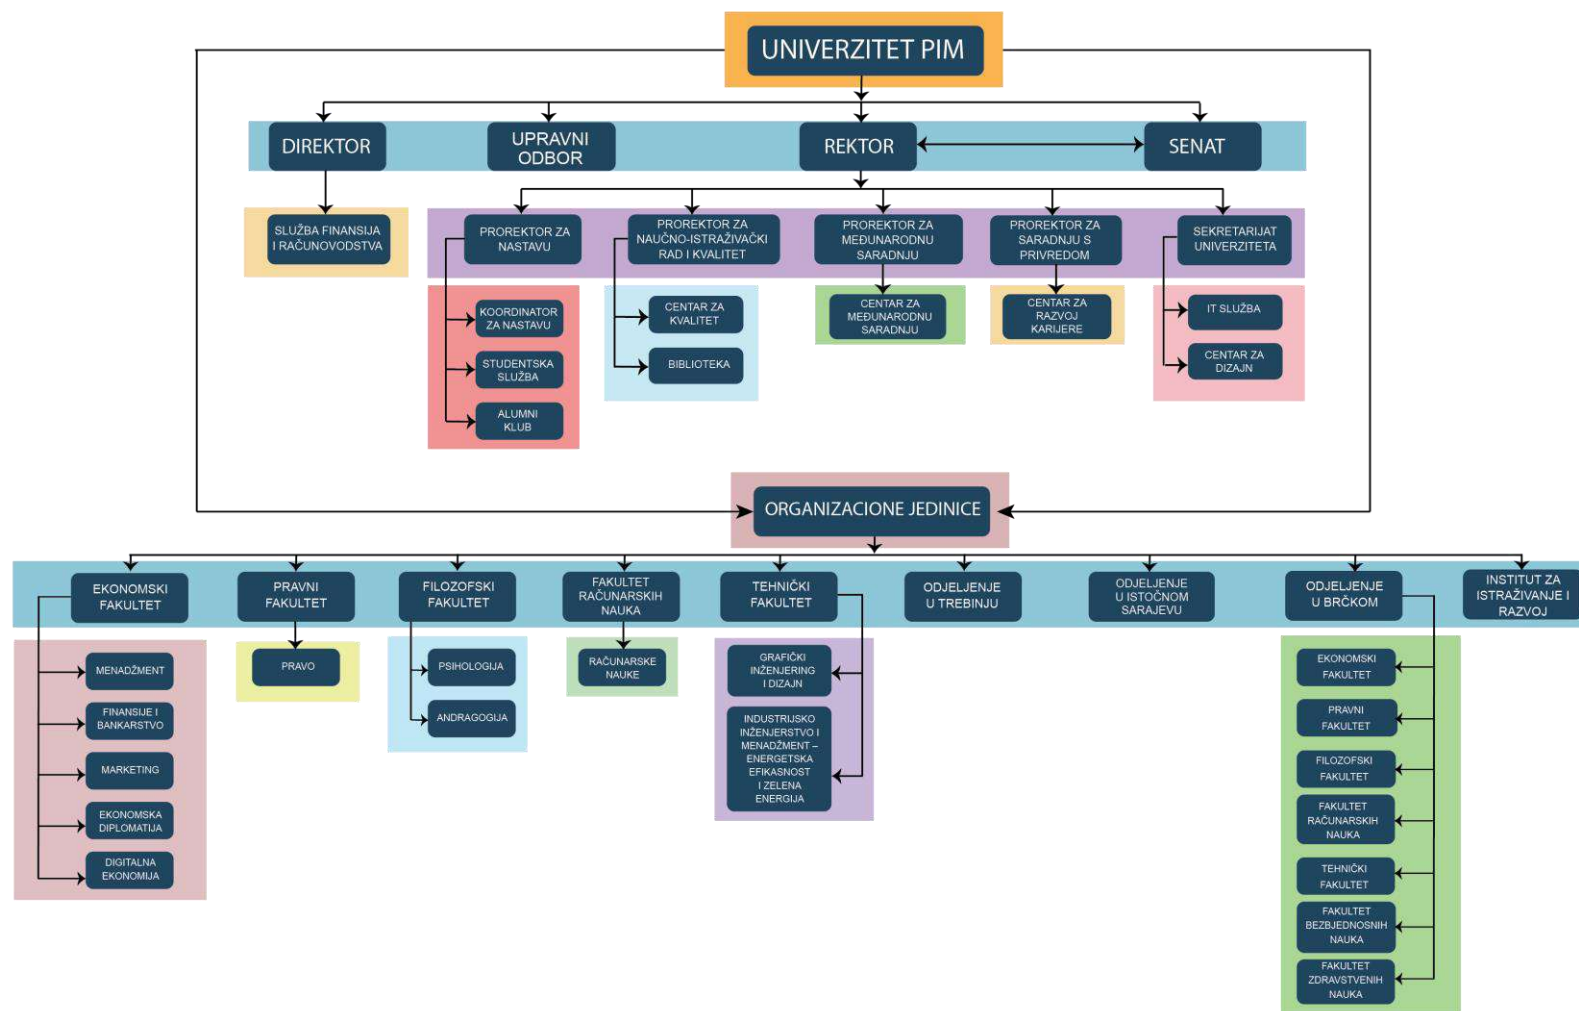 UNIVERZITET PIM
DIREKTOR
UPRAVNI
ODBOR
REKTOR
SENAT
SLUŽBA FINANSIJA
I RAČUNOVODSTVA
PROREKTOR ZA
NASTAVU
PROREKTOR ZA
NAUČNO-ISTRAŽIVAČKI
RAD I KVALITET
PROREKTOR ZA
MEĐUNARODNU
SARADNJU
PROREKTOR ZA
SARADNJU S
PRIVREDOM
SEKRETARIJAT
UNIVERZITETA
KOORDINATOR
ZA NASTAVU
STUDENTSKA
SLUŽBA
ALUMNI
KLUB
CENTAR ZA
KVALITET
BIBLIOTEKA
CENTAR ZA
MEĐUNARODNU
SARADNJU
CENTAR ZA
RAZVOJ
KARIJERE
IT SLUŽBA
CENTAR ZA
DIZAJN
ORGANIZACIONE JEDINICE
EKONOMSKI
FAKULTET
PRAVNI
FAKULTET
FILOZOFSKI
FAKULTET
FAKULTET
RAČUNARSKIH
NAUKA
TEHNIČKI
FAKULTET
ODJELJENJE
U TREBINJU
ODJELJENJE
U ISTOČNOM
SARAJEVU
ODJELJENJE
U BRČKOM
INSTITUT ZA
ISTRAŽIVANJE I
RAZVOJ
MENADŽMENT
FINANSIJE I
BANKARSTVO
MARKETING
EKONOMSKA
DIPLOMATIJA
DIGITALNA
EKONOMIJA
PRAVO
PSIHOLOGIJA
ANDRAGOGIJA
RAČUNARSKE
NAUKE
GRAFIČKI
INŽENJERING
I DIZAJN
INDUSTRIJSKO
INŽENJERSTVO I
MENADŽMENT –
ENERGETSKA
EFIKASNOST
I ZELENA
ENERGIJA
EKONOMSKI
FAKULTET
PRAVNI
FAKULTET
FILOZOFSKI
FAKULTET
FAKULTET
RAČUNARSKIH
NAUKA
TEHNIČKI
FAKULTET
FAKULTET
BEZBJEDNOSNIH
NAUKA
FAKULTET
ZDRAVSTVENIH
NAUKA